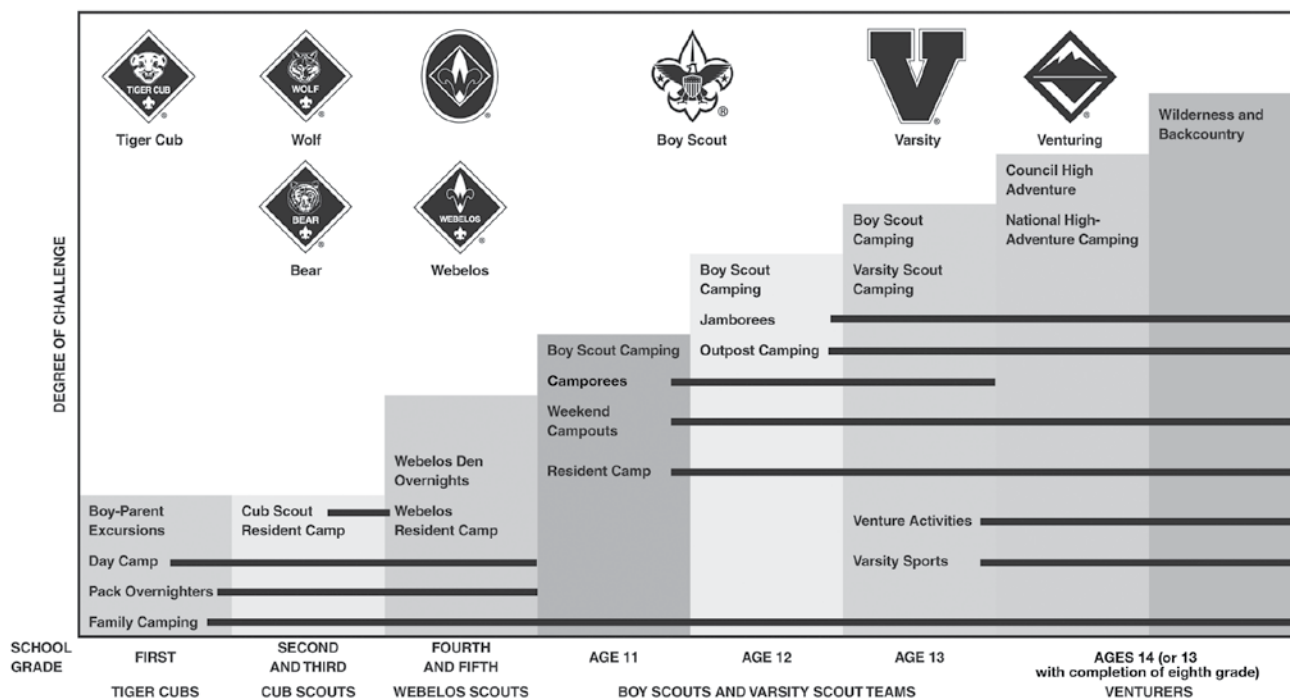 TIGER CUB
®
Tiger Cub
WOLF
®
Wolf
BEAR
®
Bear
®
WEBELOS
®
Webelos
®
Boy Scout
®
Varsity
®
Venturing
DEGREE OF CHALLENGE
Boy-Parent
Excursions
Day Camp
Pack Overnighters
Family Camping
Cub Scout
Resident Camp
Webelos Den
Overnights
Webelos
Resident Camp
Boy Scout Camping
Camporees
Weekend
Campouts
Resident Camp
Boy Scout
Camping
Jamborees
Outpost Camping
Boy Scout
Camping
Varsity Scout
Camping
Venture Activities
Varsity Sports
Council High
Adventure
National High-
Adventure Camping
Wilderness and
Backcountry
SCHOOL
GRADE
FIRST
SECOND
AND THIRD
FOURTH
AND FIFTH
AGE 11
AGE 12
AGE 13
AGES 14 (or 13
with completion of eighth grade)
TIGER CUBS
CUB SCOUTS
WEBELOS SCOUTS
BOY SCOUTS AND VARSITY SCOUT TEAMS
VENTURERS